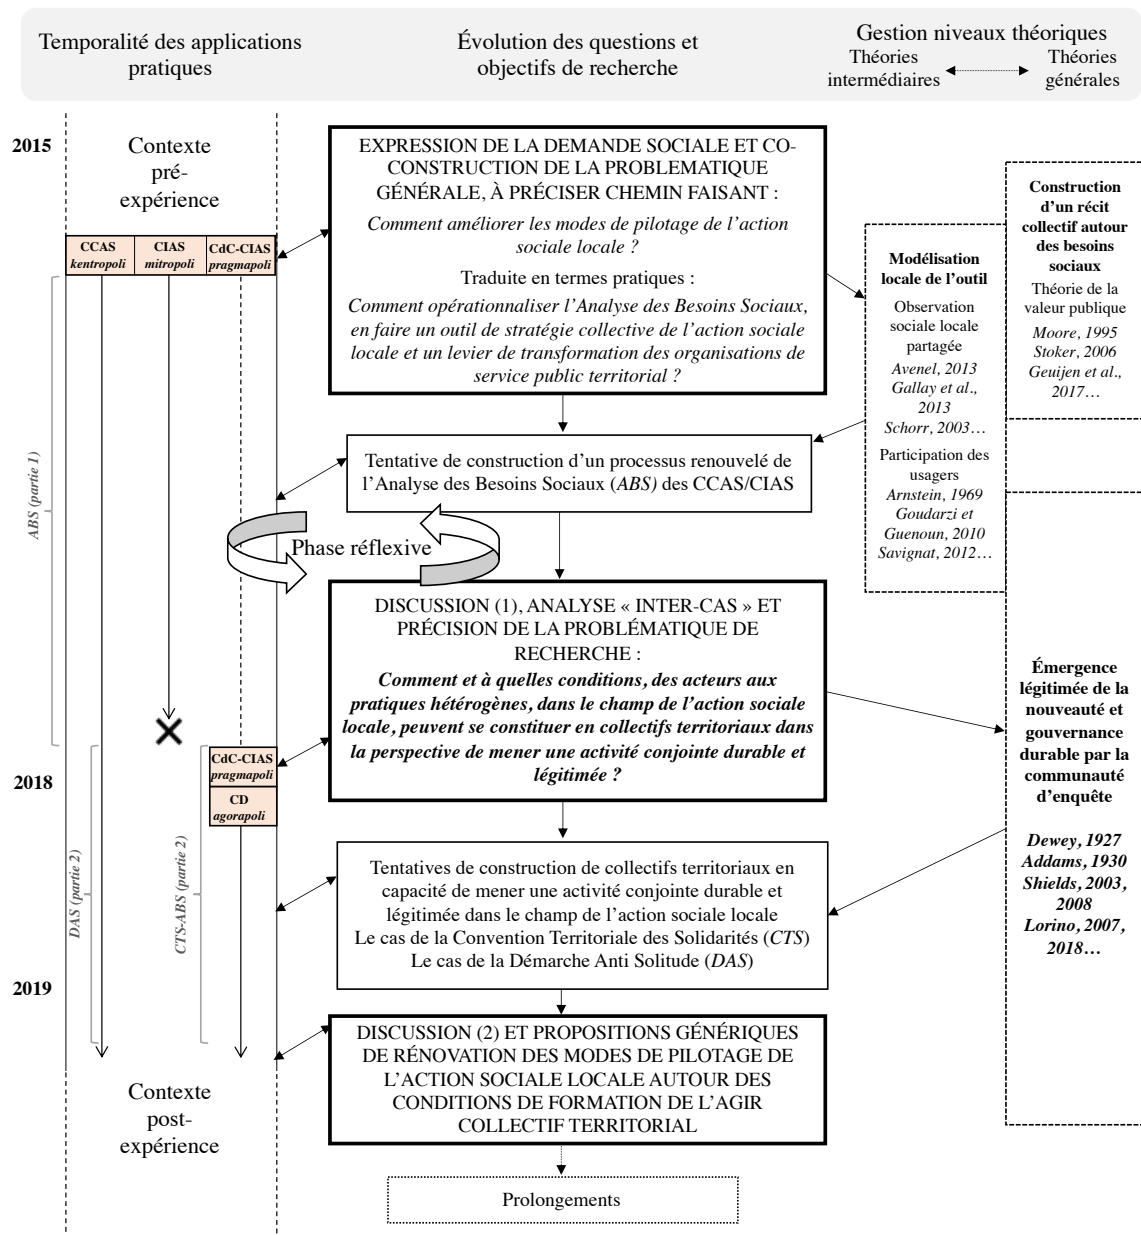 Temporalité des applications
pratiques
Évolution des questions et
objectifs de recherche
Gestion niveaux théoriques
Théories
intermédiaires
Théories
générales
2015
Contexte
pré-
expérience
CCAS
kentropoli
CIAS
mitropoli
CdC-CIAS
pragmapoli
ABS (partie 1)
EXPRESSION DE LA DEMANDE SOCIALE ET CO-
CONSTRUCTION DE LA PROBLEMATIQUE
GÉNÉRALE, À PRÉCISER CHEMIN FAISANT :
Comment améliorer les modes de pilotage de l’action
sociale locale ?
Traduite en termes pratiques :
Comment opérationnaliser l’Analyse des Besoins Sociaux,
en faire un outil de stratégie collective de l’action sociale
locale et un levier de transformation des organisations de
service public territorial ?
Modélisation
locale de l’outil
Observation
sociale locale
partagée
Avenel, 2013
Gallay et al.,
2013
Schorr, 2003…
Participation des
usagers
Arnstein, 1969
Goudarzi et
Guenoun, 2010
Savignat, 2012…
Construction
d’un récit
collectif autour
des besoins
sociaux
Théorie de la
valeur publique
Moore, 1995
Stoker, 2006
Geuijen et al.,
2017…
Tentative de construction d’un processus renouvelé de
l’Analyse des Besoins Sociaux (ABS) des CCAS/CIAS
Phase réflexive
DISCUSSION (1), ANALYSE « INTER-CAS » ET
PRÉCISION DE LA PROBLÉMATIQUE DE
RECHERCHE :
Comment et à quelles conditions, des acteurs aux
pratiques hétérogènes, dans le champ de l’action sociale
locale, peuvent se constituer en collectifs territoriaux dans
la perspective de mener une activité conjointe durable et
légitimée ?
Émergence
légitimée de la
nouveauté et
gouvernance
durable par la
communauté
d’enquête
Dewey, 1927
Addams, 1930
Shields, 2003,
2008
Lorino, 2007,
2018…
2018
CdC-CIAS
pragmapoli
CD
agorapoli
DAS (partie 2)
CTS-ABS (partie 2)
Tentatives de construction de collectifs territoriaux en
capacité de mener une activité conjointe durable et
légitimée dans le champ de l’action sociale locale
Le cas de la Convention Territoriale des Solidarités (CTS)
Le cas de la Démarche Anti Solitude (DAS)
2019
DISCUSSION (2) ET PROPOSITIONS GÉNÉRIQUES
DE RÉNOVATION DES MODES DE PILOTAGE DE
L’ACTION SOCIALE LOCALE AUTOUR DES
CONDITIONS DE FORMATION DE L’AGIR
COLLECTIF TERRITORIAL
Contexte
post-
expérience
Prolongements